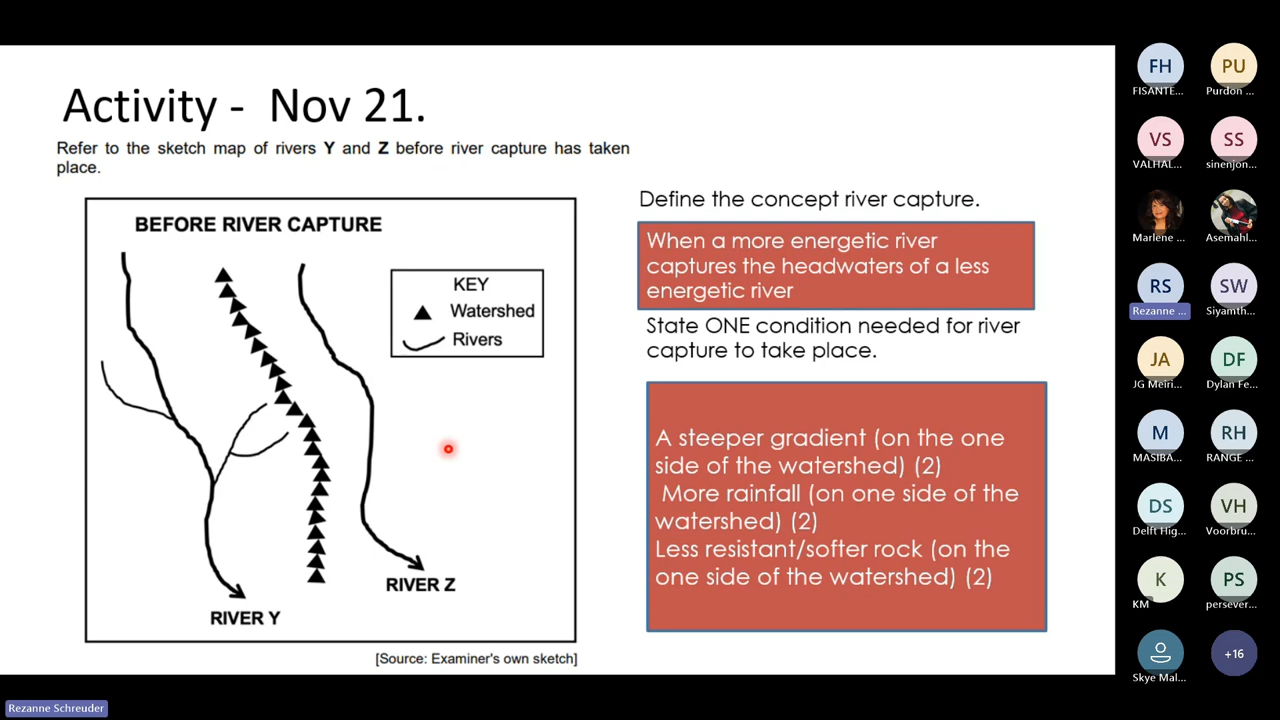 Activity - Nov 21.
Refer to the sketch map of rivers Y and Z before river capture has taken
place.
BEFORE RIVER CAPTURE
KEY
Watershed
Rivers
RIVER Z
RIVER Y
[Source: Examiner's own sketch]
Define the concept river capture.
When a more energetic river
captures the headwaters of a less
energetic river
State ONE condition needed for river
capture to take place.
A steeper gradient (on the one
side of the watershed) (2)
More rainfall (on one side of the
watershed) (2)
Less resistant/softer rock (on the
one side of the watershed) (2)
FH
FISANTE...
PU
Purdon ...
VS
VALHAL...
SS
sinenjon...
Marlene ...
Asemahl...
RS
Rezanne ...
SW
Siyamth...
JA
JG Meiri...
DF
Dylan Fe...
M
MASIBA...
RH
RANGE ...
DS
Delft Hig...
VH
Voorbru...
K
KM
PS
persever...
Skye Mal...
+16
Rezanne Schreuder